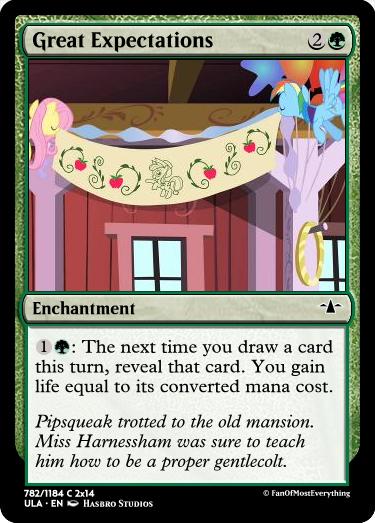 Great Expectations 2
Enchantment
1 : The next time you draw a card
this turn, reveal that card. You gain
life equal to its converted mana cost.
Pipsqueak trotted to the old mansion.
Miss Harnessham was sure to teach
him how to be a proper gentlecolt.
782/1184 C 2x14
ULA • EN HASBRO STUDIOS
© FanOfMostEverything